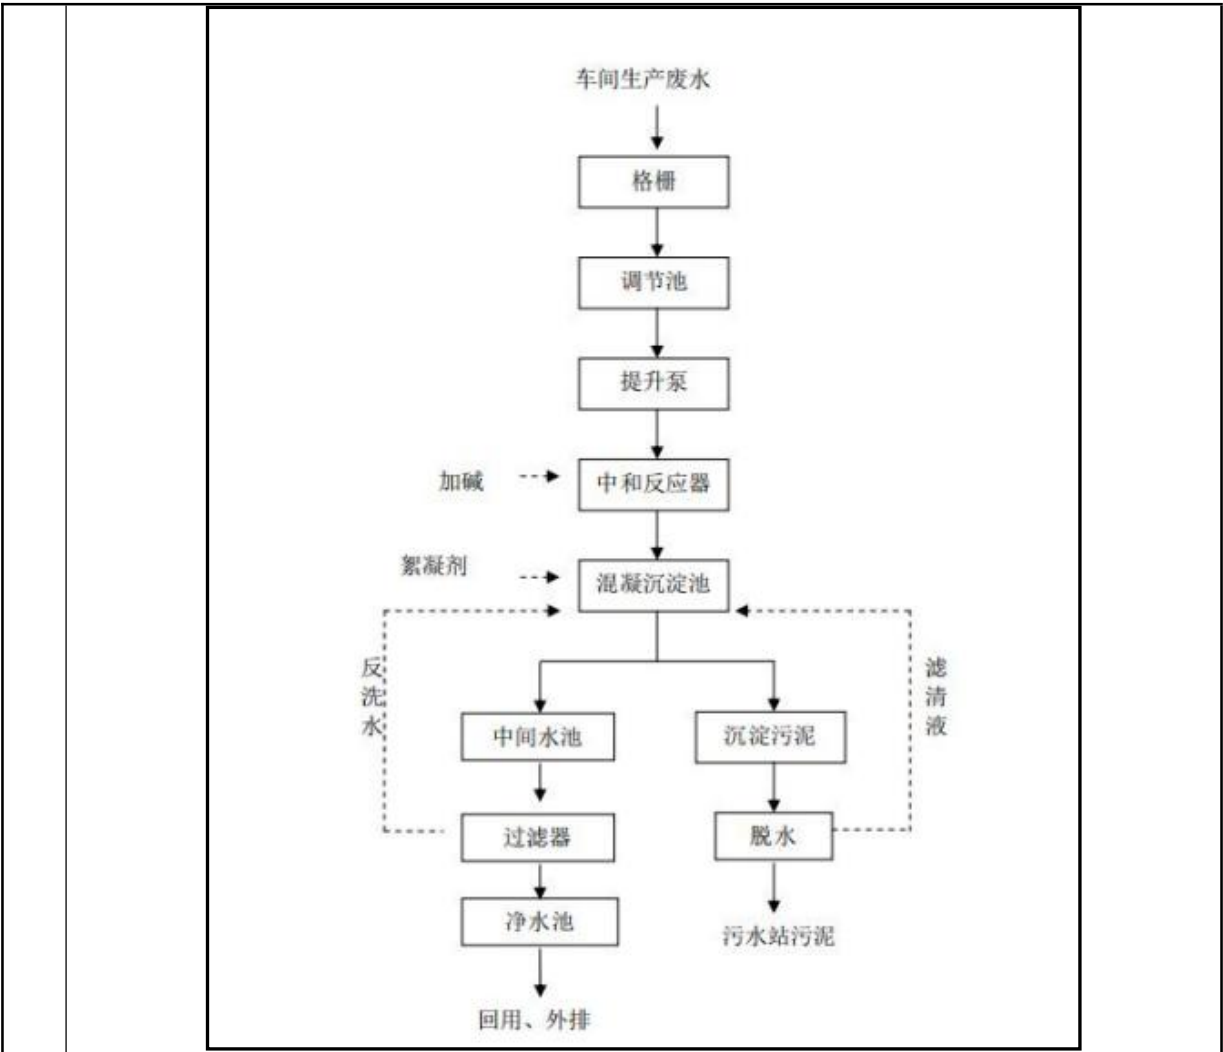 车间生产废水
格栅
调节池
提升泵
加碱
中和反应器
絮凝剂
混凝沉淀池
反洗水
滤清液
中间水池
沉淀污泥
过滤器
脱水
净水池
污水站污泥
回用、外排